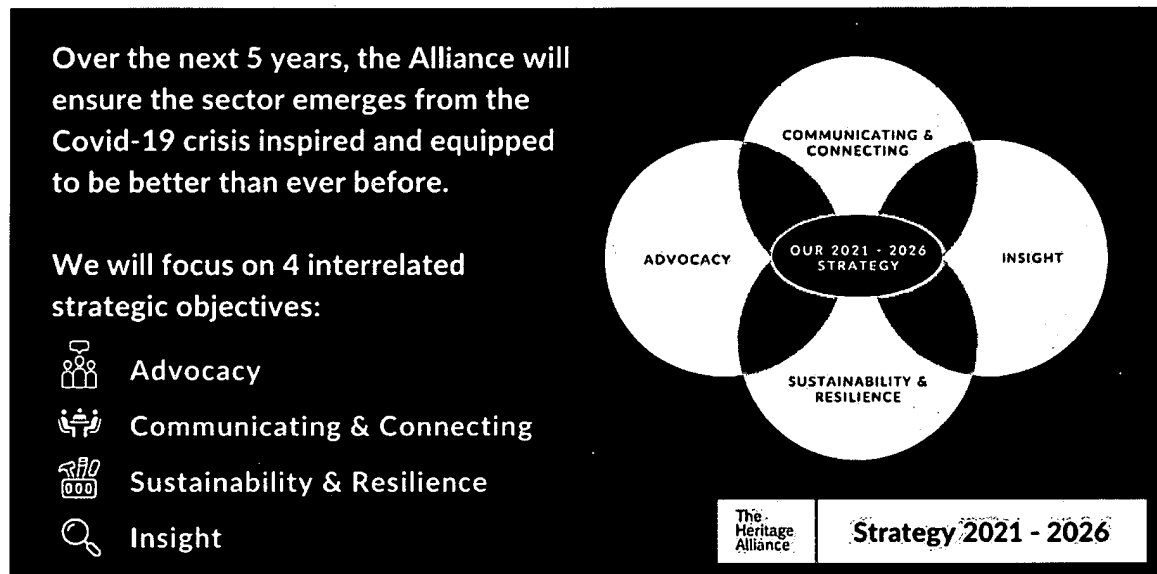 Over the next 5 years, the Alliance will
ensure the sector emerges from the
Covid-19 crisis inspired and equipped
to be better than ever before.
We will focus on 4 interrelated
strategic objectives:
Advocacy
Communicating & Connecting
Sustainability & Resilience
Insight
COMMUNICATING &
CONNECTING
ADVOCACY
OUR 2021 - 2026
STRATEGY
INSIGHT
SUSTAINABILITY &
RESILIENCE
The
Heritage
Alliance
Strategy 2021 - 2026